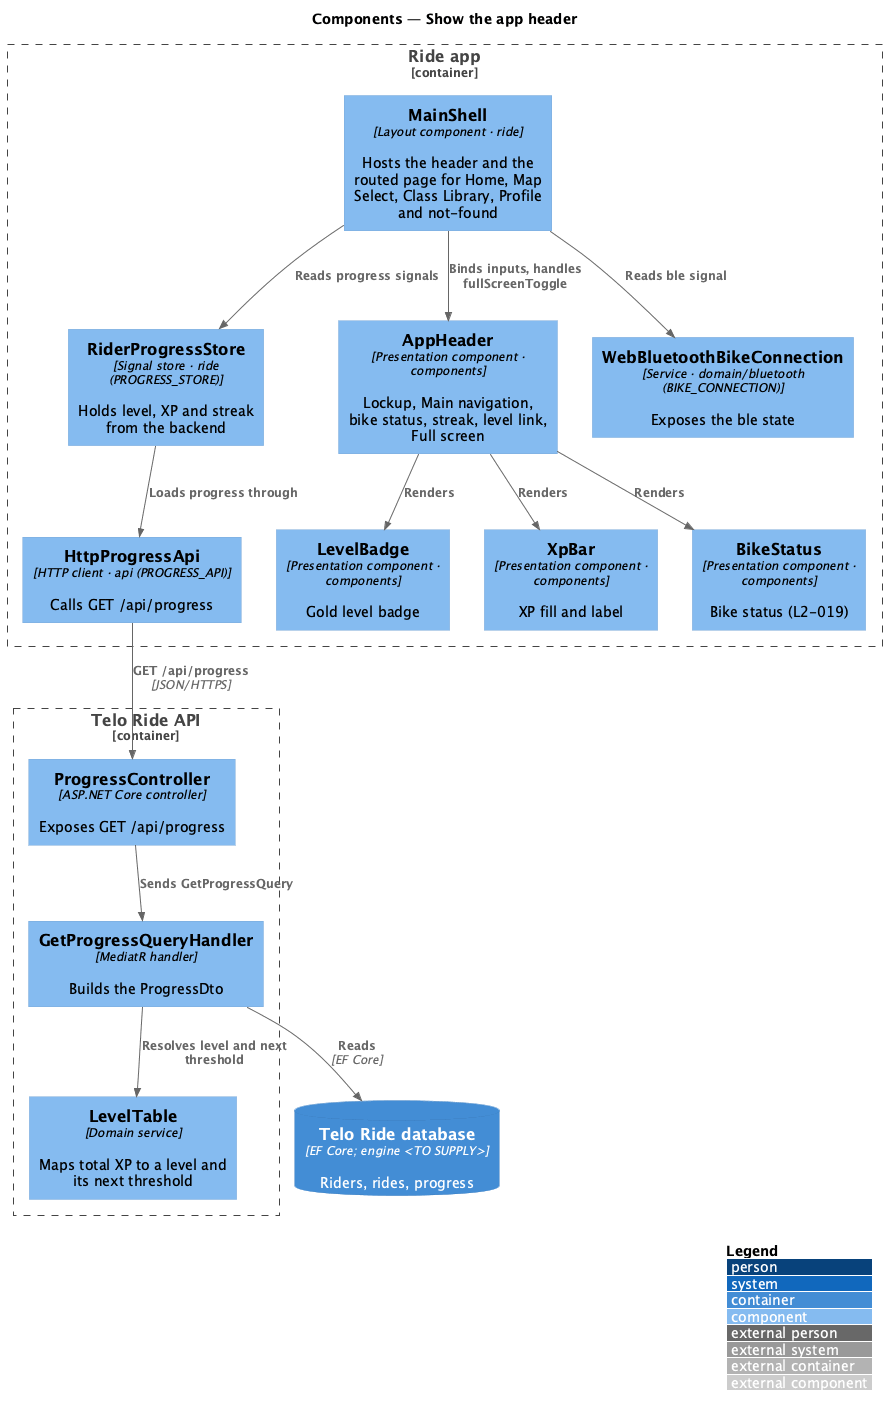 Components — Show the app header
Ride app
[container]
MainShell
[Layout component · ride]
Hosts the header and the
routed page for Home, Map
Select, Class Library, Profile
and not-found
Reads progress signals
Binds inputs, handles
fullScreenToggle
Reads ble signal
RiderProgressStore
[Signal store · ride
(PROGRESS_STORE)]
Holds level, XP and streak
from the backend
AppHeader
[Presentation component ·
components]
Lockup, Main navigation,
bike status, streak, level link,
Full screen
WebBluetoothBikeConnection
[Service · domain/bluetooth
(BIKE_CONNECTION)]
Exposes the ble state
Loads progress through
Renders
Renders
Renders
HttpProgressApi
[HTTP client · api (PROGRESS_API)]
Calls GET /api/progress
LevelBadge
[Presentation component ·
components]
Gold level badge
XpBar
[Presentation component ·
components]
XP fill and label
BikeStatus
[Presentation component ·
components]
Bike status (L2-019)
GET /api/progress
[JSON/HTTPS]
Telo Ride API
[container]
ProgressController
[ASP.NET Core controller]
Exposes GET /api/progress
Sends GetProgressQuery
GetProgressQueryHandler
[MediatR handler]
Builds the ProgressDto
Resolves level and next
threshold
Reads
[EF Core]
LevelTable
[Domain service]
Maps total XP to a level and
its next threshold
Telo Ride database
[EF Core; engine <TO SUPPLY>]
Riders, rides, progress
Legend
person
system
container
component
external person
external system
external container
external component